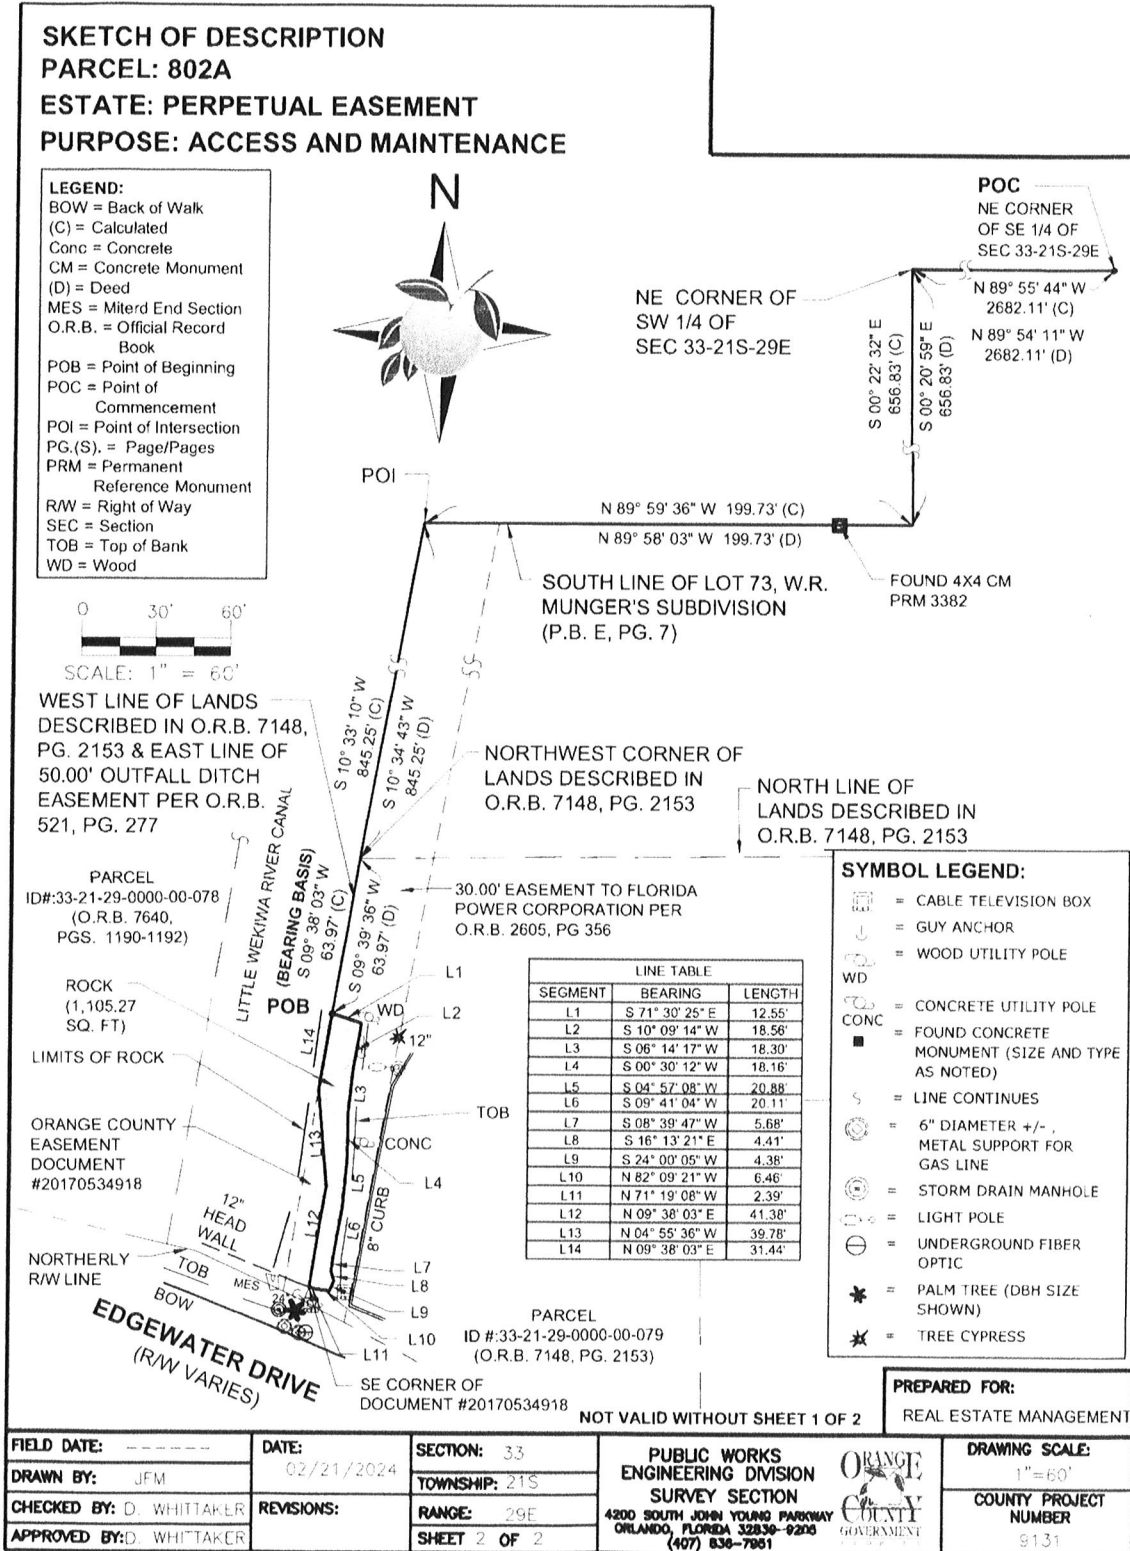 SKETCH OF DESCRIPTION
PARCEL: 802A
ESTATE: PERPETUAL EASEMENT
PURPOSE: ACCESS AND MAINTENANCE
LEGEND:
BOW = Back of Walk
(C) = Calculated
Conc = Concrete
CM = Concrete Monument
(D) = Deed
MES = Miterd End Section
O.R.B. = Official Record
Book
POB = Point of Beginning
POC = Point of
Commencement
POI = Point of Intersection
PG.(S). = Page/Pages
PRM = Permanent
Reference Monument
R/W = Right of Way
SEC = Section
TOB = Top of Bank
WD = Wood
N
POC
NE CORNER
OF SE 1/4 OF
SEC 33-21S-29E
N 89° 55' 44" W
2682.11' (C)
N 89° 54' 11" W
2682.11' (D)
NE CORNER OF
SW 1/4 OF
SEC 33-21S-29E
S 00° 22' 32" E
656.83' (C)
S 00° 20' 59" E
656.83' (D)
POI
N 89° 59' 36" W 199.73' (C)
N 89° 58' 03" W 199.73' (D)
SOUTH LINE OF LOT 73, W.R.
MUNGER'S SUBDIVISION
(P.B. E, PG. 7)
FOUND 4X4 CM
PRM 3382
0 30' 60'
SCALE: 1" = 60'
WEST LINE OF LANDS
DESCRIBED IN O.R.B. 7148,
PG. 2153 & EAST LINE OF
50.00' OUTFALL DITCH
EASEMENT PER O.R.B.
521, PG. 277
S 10° 33' 10" W
845.25' (C)
S 10° 34' 43" W
845.25' (D)
NORTHWEST CORNER OF
LANDS DESCRIBED IN
O.R.B. 7148, PG. 2153
NORTH LINE OF
LANDS DESCRIBED IN
O.R.B. 7148, PG. 2153
PARCEL
ID#:33-21-29-0000-00-078
(O.R.B. 7640,
PGS. 1190-1192)
LITTLE WEKIWA RIVER CANAL
(BEARING BASIS)
S 09° 38' 03" W
63.97' (C)
S 09° 39' 36" W
63.97' (D)
30.00' EASEMENT TO FLORIDA
POWER CORPORATION PER
O.R.B. 2605, PG 356
ROCK
(1,105.27
SQ. FT)
LIMITS OF ROCK
ORANGE COUNTY
EASEMENT
DOCUMENT
#20170534918
POB
L1
L2
WD
12"
L14
L3
L13
TOB
CONC
L4
L5
L12
L6
8" CURB
L7
L8
L9
L10
L11
12"
HEAD
WALL
NORTHERLY
R/W LINE
TOB
BOW
MES
24"
EDGEWATER DRIVE
(R/W VARIES)
SE CORNER OF
DOCUMENT #20170534918
PARCEL
ID #:33-21-29-0000-00-079
(O.R.B. 7148, PG. 2153)
LINE TABLE
SEGMENT BEARING LENGTH
L1 S 71° 30' 25" E 12.55'
L2 S 10° 09' 14" W 18.56'
L3 S 06° 14' 17" W 18.30'
L4 S 00° 30' 12" W 18.16'
L5 S 04° 57' 08" W 20.88'
L6 S 09° 41' 04" W 20.11'
L7 S 08° 39' 47" W 5.68'
L8 S 16° 13' 21" E 4.41'
L9 S 24° 00' 05" W 4.38'
L10 N 82° 09' 21" W 6.46'
L11 N 71° 19' 08" W 2.39'
L12 N 09° 38' 03" E 41.38'
L13 N 04° 55' 36" W 39.78'
L14 N 09° 38' 03" E 31.44'
SYMBOL LEGEND:
= CABLE TELEVISION BOX
= GUY ANCHOR
= WOOD UTILITY POLE
WD
= CONCRETE UTILITY POLE
CONC
= FOUND CONCRETE
MONUMENT (SIZE AND TYPE
AS NOTED)
= LINE CONTINUES
= 6" DIAMETER +/- ,
METAL SUPPORT FOR
GAS LINE
= STORM DRAIN MANHOLE
= LIGHT POLE
= UNDERGROUND FIBER
OPTIC
= PALM TREE (DBH SIZE
SHOWN)
= TREE CYPRESS
NOT VALID WITHOUT SHEET 1 OF 2
PREPARED FOR:
REAL ESTATE MANAGEMENT
FIELD DATE: -------
DRAWN BY: JFM
CHECKED BY: D. WHITTAKER
APPROVED BY: D. WHITTAKER
DATE:
02/21/2024
REVISIONS:
SECTION: 33
TOWNSHIP: 21S
RANGE: 29E
SHEET 2 OF 2
PUBLIC WORKS
ENGINEERING DIVISION
SURVEY SECTION
4200 SOUTH JOHN YOUNG PARKWAY
ORLANDO, FLORIDA 32839-9205
(407) 836-7951
ORANGE
COUNTY
GOVERNMENT
DRAWING SCALE:
1"=60'
COUNTY PROJECT
NUMBER
9131